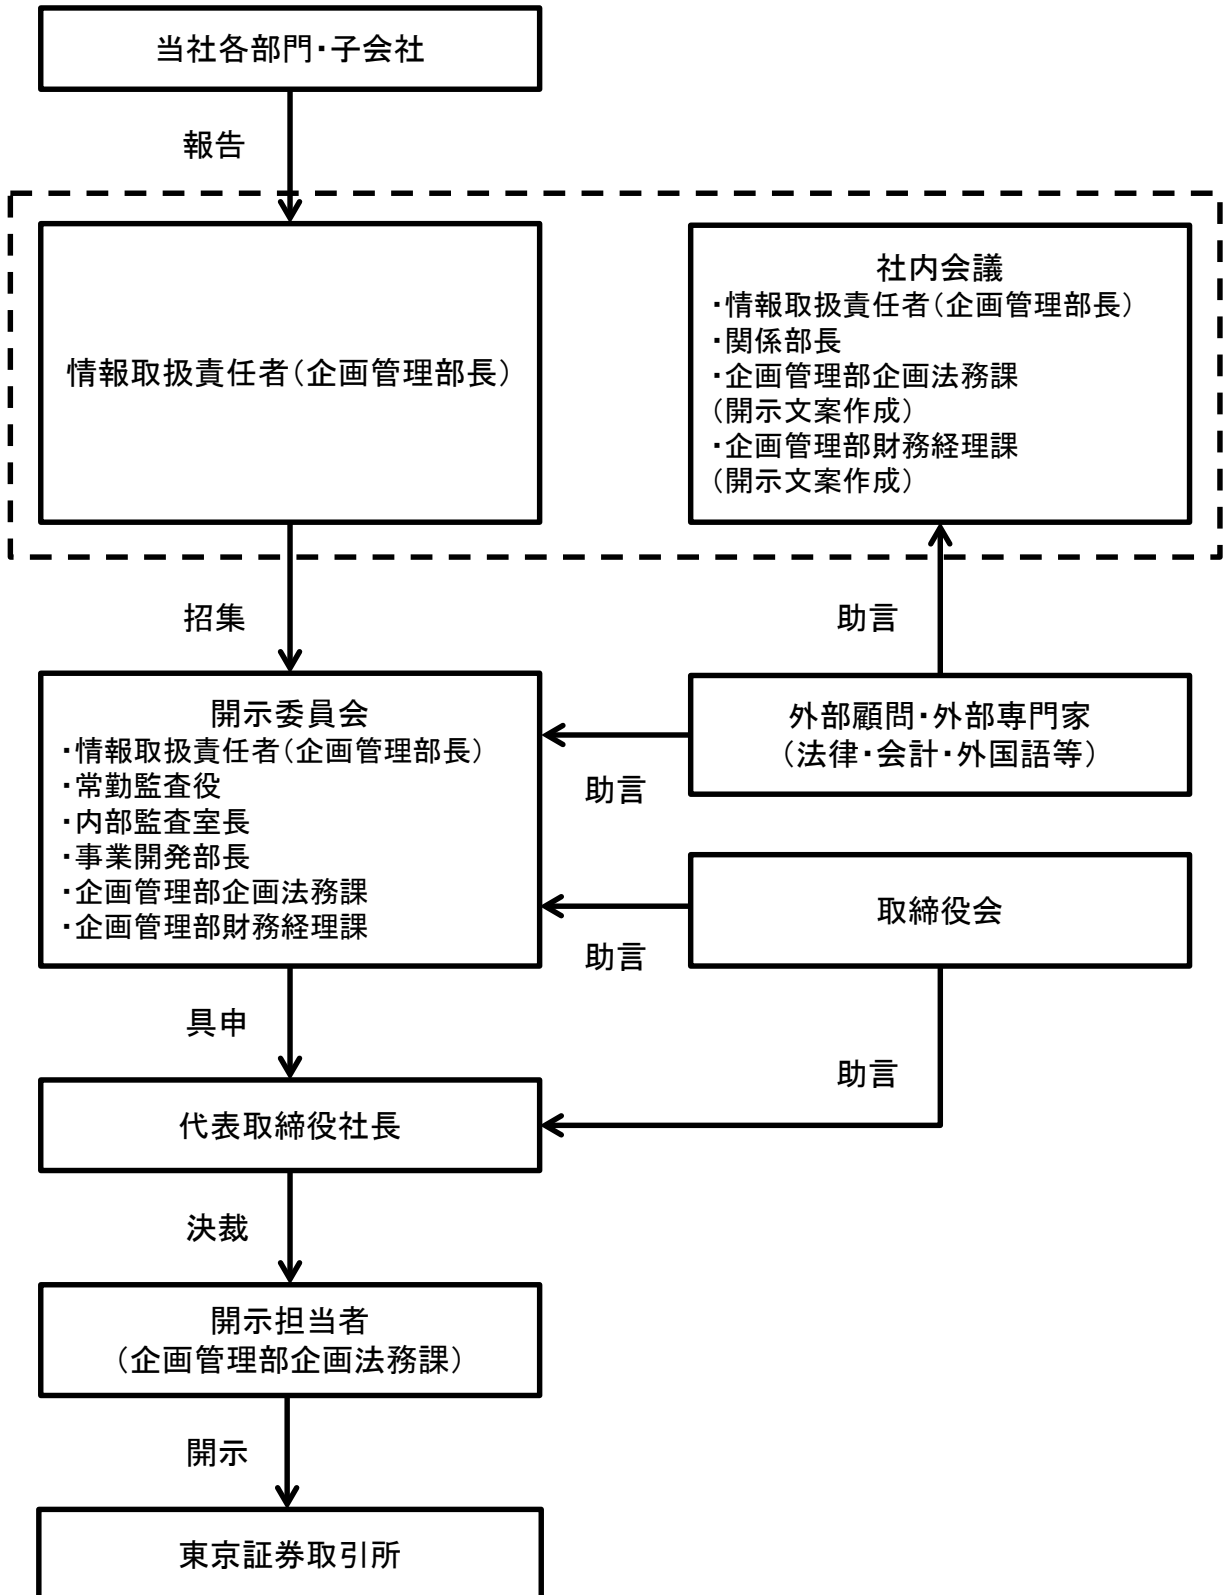 当社各部門・子会社
報告
情報取扱責任者（企画管理部長）
社内会議
・情報取扱責任者（企画管理部長）
・関係部長
・企画管理部企画法務課
（開示文案作成）
・企画管理部財務経理課
（開示文案作成）
招集
助言
開示委員会
・情報取扱責任者（企画管理部長）
・常勤監査役
・内部監査室長
・事業開発部長
・企画管理部企画法務課
・企画管理部財務経理課
外部顧問・外部専門家
（法律・会計・外国語等）
助言
取締役会
助言
具申
助言
代表取締役社長
決裁
開示担当者
（企画管理部企画法務課）
開示
東京証券取引所